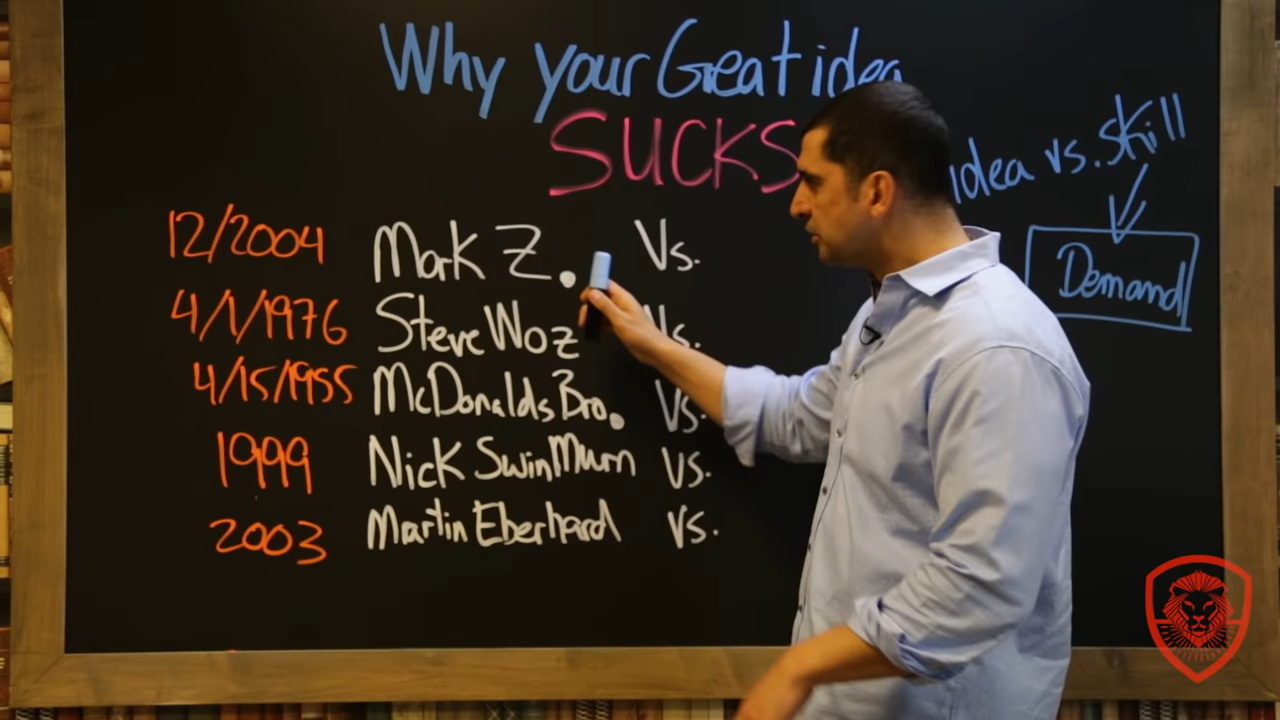 Why your Great idea
SUCKS
idea vs. skill
Demand
12/2004 Mark Z. Vs.
4/1/1976 Steve Woz Vs.
4/15/1955 McDonalds Bro. Vs.
1999 Nick SwinMurn Vs.
2003 Martin Eberhard Vs.